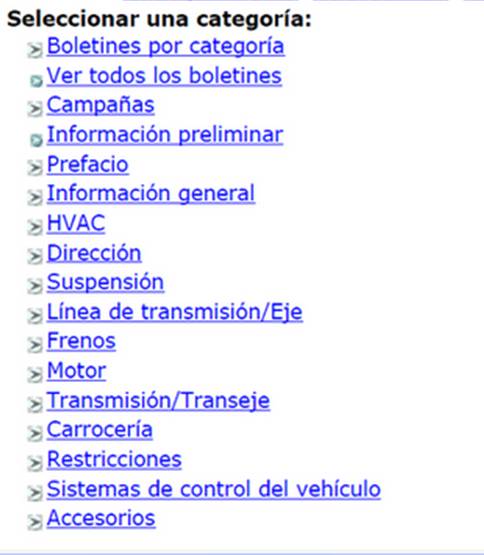 Seleccionar una categoría:
Boletines por categoría
Ver todos los boletines
Campañas
Información preliminar
Prefacio
Información general
HVAC
Dirección
Suspensión
Línea de transmisión/Eje
Frenos
Motor
Transmisión/Transeje
Carrocería
Restricciones
Sistemas de control del vehículo
Accesorios